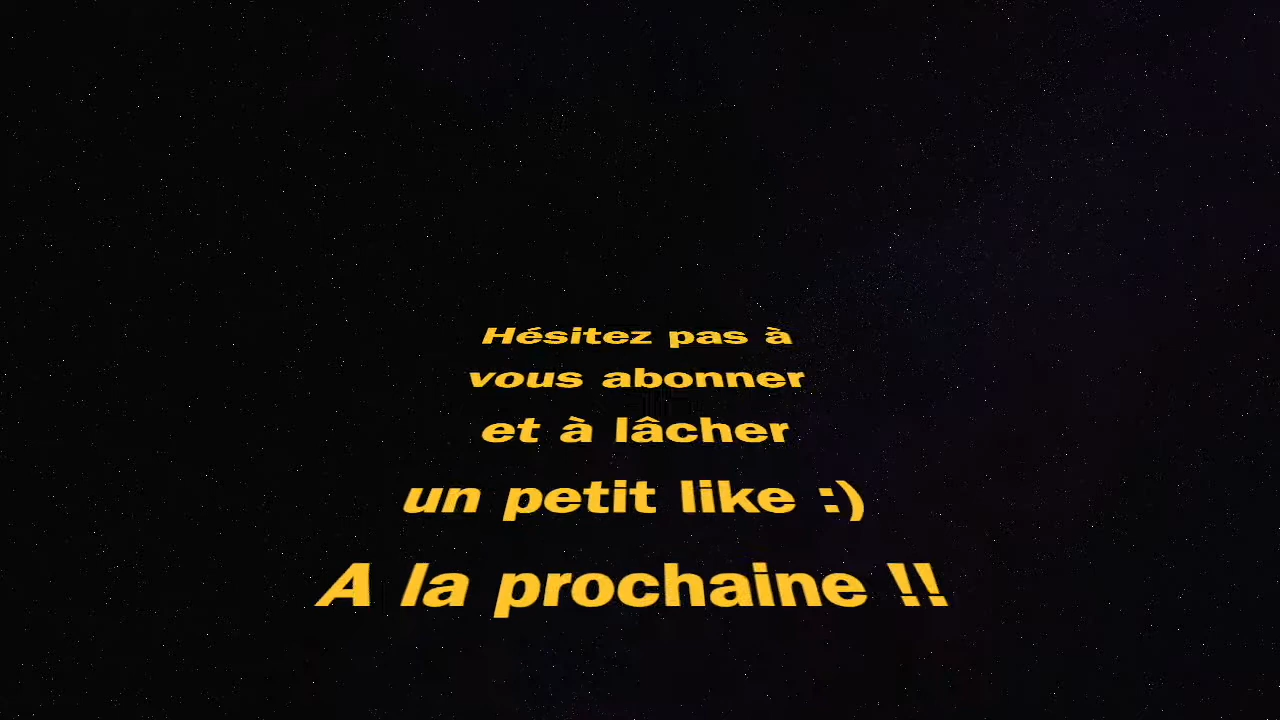 Hésitez pas à
vous abonner
et à lâcher
un petit like :)
A la prochaine !!